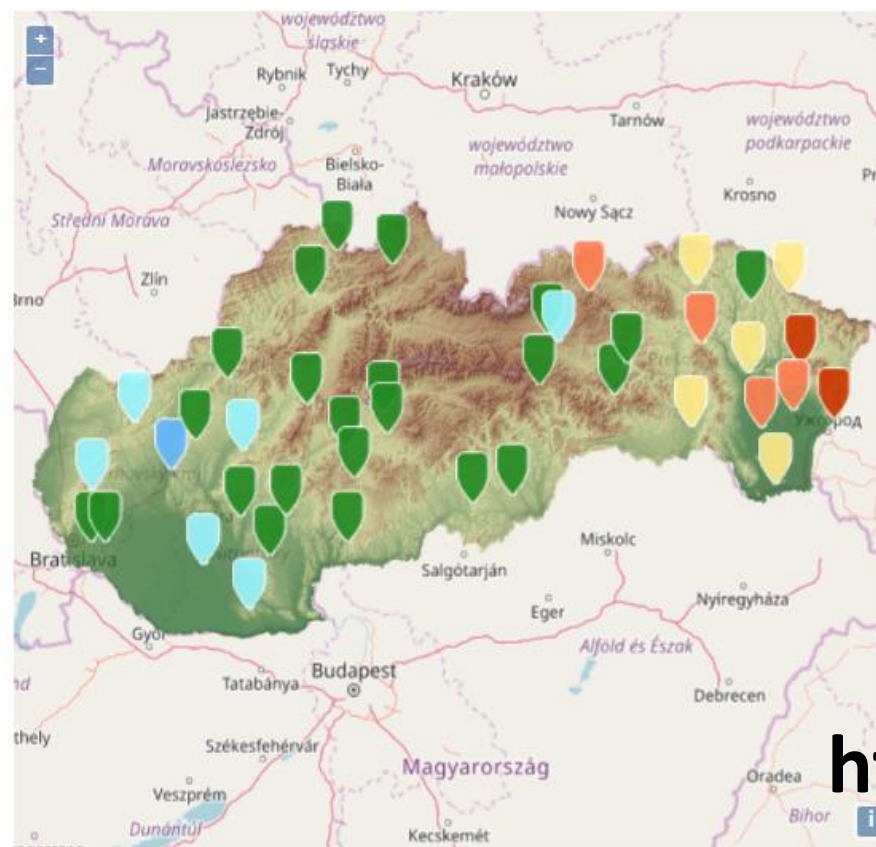 +
−
województwo
śląskie
Rybnik
Tychy
Kraków
Jastrzębie-
Zdrój
Tarnów
województwo
podkarpackie
województwo
małopolskie
Moravskoslezsko
Bielsko-
Biała
Krosno
Nowy Sącz
Střední Morava
Zlín
Brno
Ужгород
Bratislava
Miskolc
Salgótarján
Eger
Nyíregyháza
Győr
Alföld és Észak
Budapest
Tatabánya
Debrecen
Székesfehérvár
Magyarország
Veszprém
Oradea
Bihor
Dunántúl
Kecskemét
ht
i